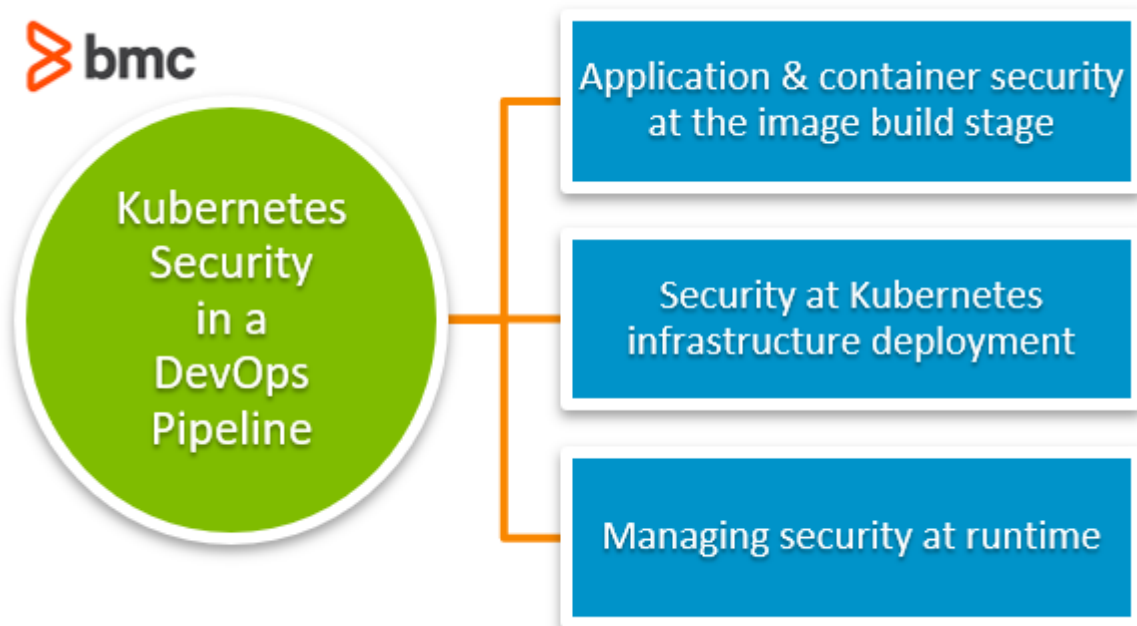 bmc
Kubernetes
Security
in a
DevOps
Pipeline
Application & container security
at the image build stage
Security at Kubernetes
infrastructure deployment
Managing security at runtime